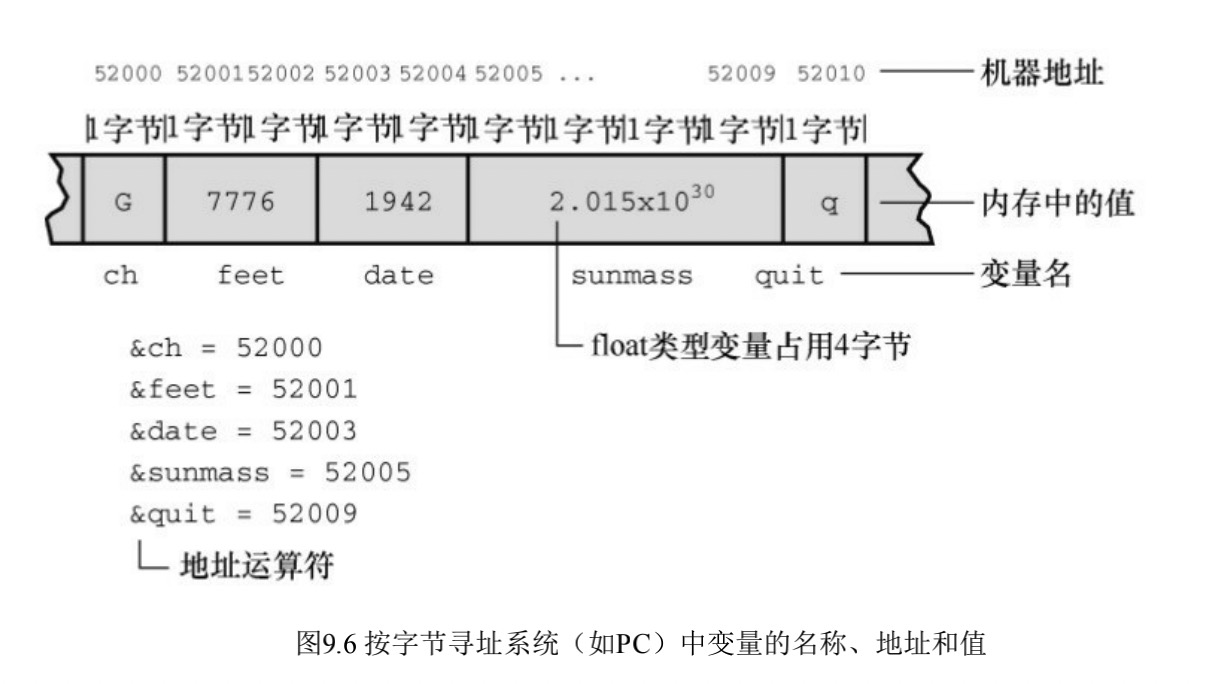 52000 52001 52002 52003 52004 52005 ... 52009 52010 机器地址
1字节 1字节 1字节 1字节 1字节 1字节 1字节 1字节 1字节 1字节
G 7776 1942 2.015x10³⁰ q 内存中的值
ch feet date sunmass quit 变量名
&ch = 52000
float类型变量占用4字节
&feet = 52001
&date = 52003
&sunmass = 52005
&quit = 52009
地址运算符
图9.6 按字节寻址系统（如PC）中变量的名称、地址和值